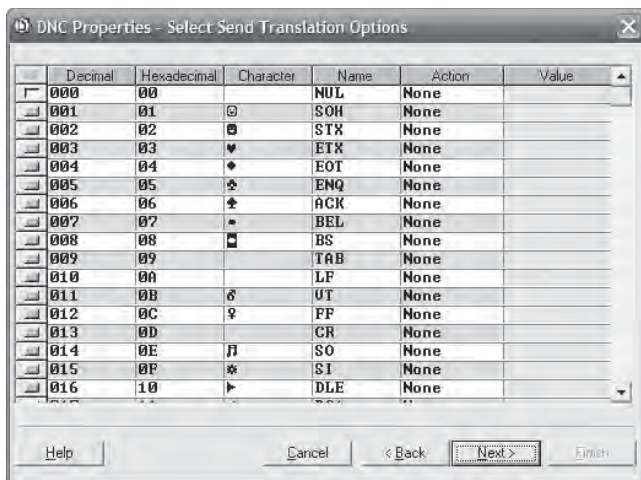 DNC Properties - Select Send Translation Options
Decimal Hexadecimal Character Name Action Value
000 00 NUL None
001 01 ☺ SOH None
002 02 ☻ STX None
003 03 ♥ ETX None
004 04 ♦ EOT None
005 05 ♣ ENQ None
006 06 ♠ ACK None
007 07 • BEL None
008 08 ◘ BS None
009 09 TAB None
010 0A LF None
011 0B ♂ VT None
012 0C ♀ FF None
013 0D CR None
014 0E ♫ SO None
015 0F ☼ SI None
016 10 ► DLE None
Help Cancel < Back Next > Finish